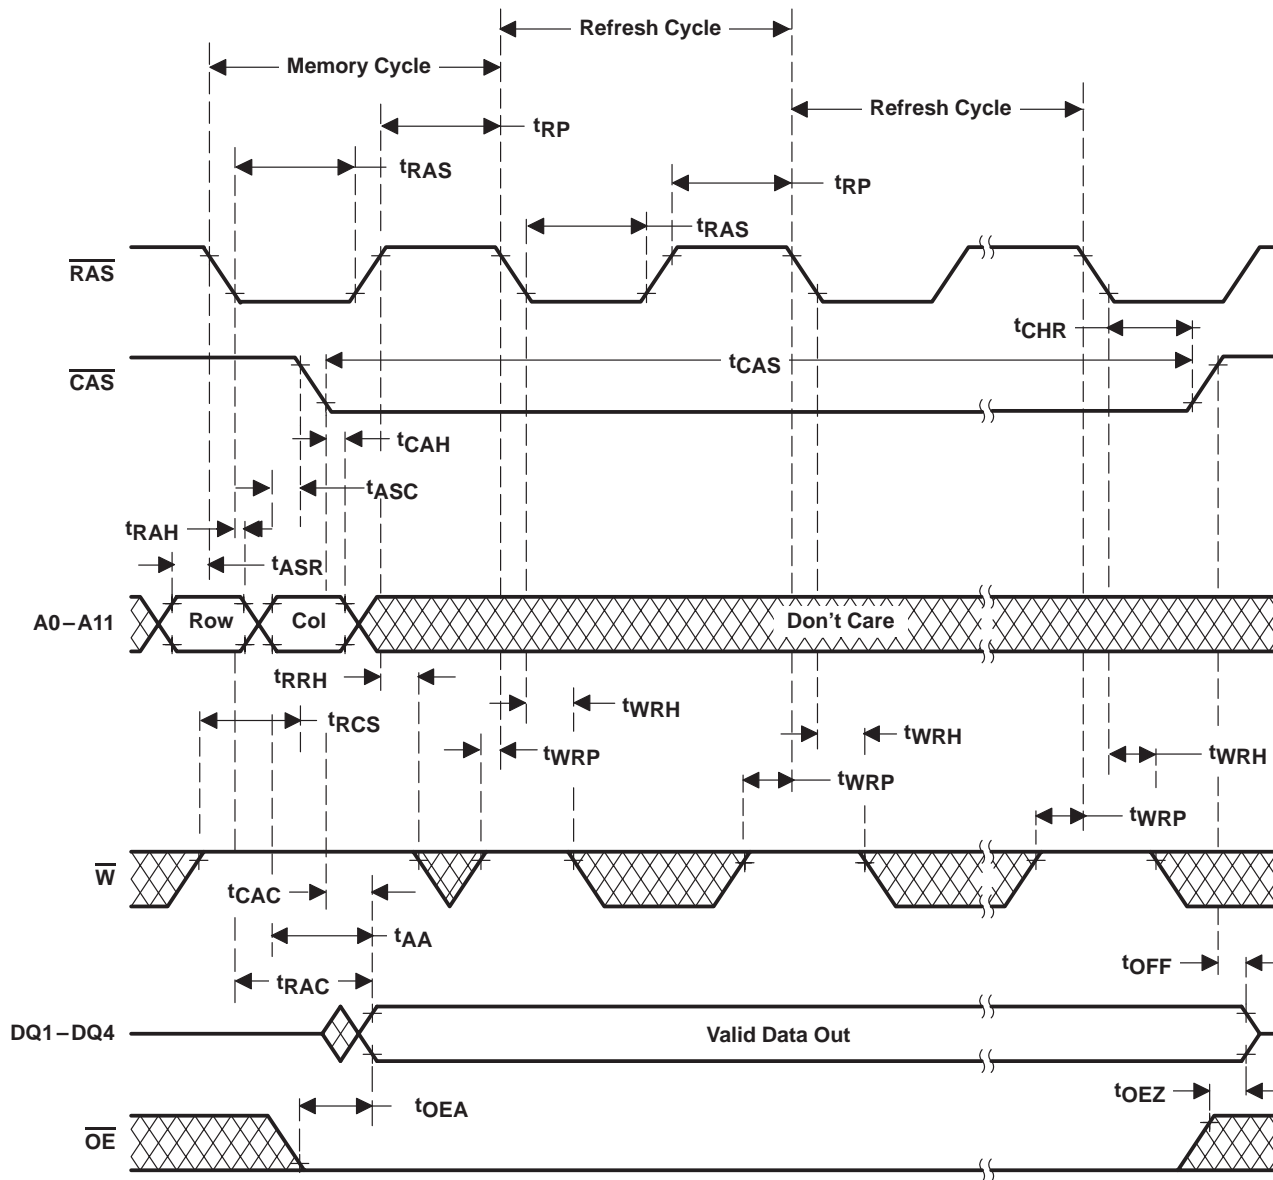 Refresh Cycle
Memory Cycle
Refresh Cycle
tRP
tRAS
tRP
tRAS
RAS
tCHR
tCAS
CAS
tCAH
tASC
tRAH
tASR
A0–A11
Row
Col
Don't Care
tRRH
tWRH
tRCS
tWRH
tWRP
tWRH
tWRP
tWRP
W
tCAC
tAA
tOFF
tRAC
DQ1–DQ4
Valid Data Out
tOEZ
tOEA
OE